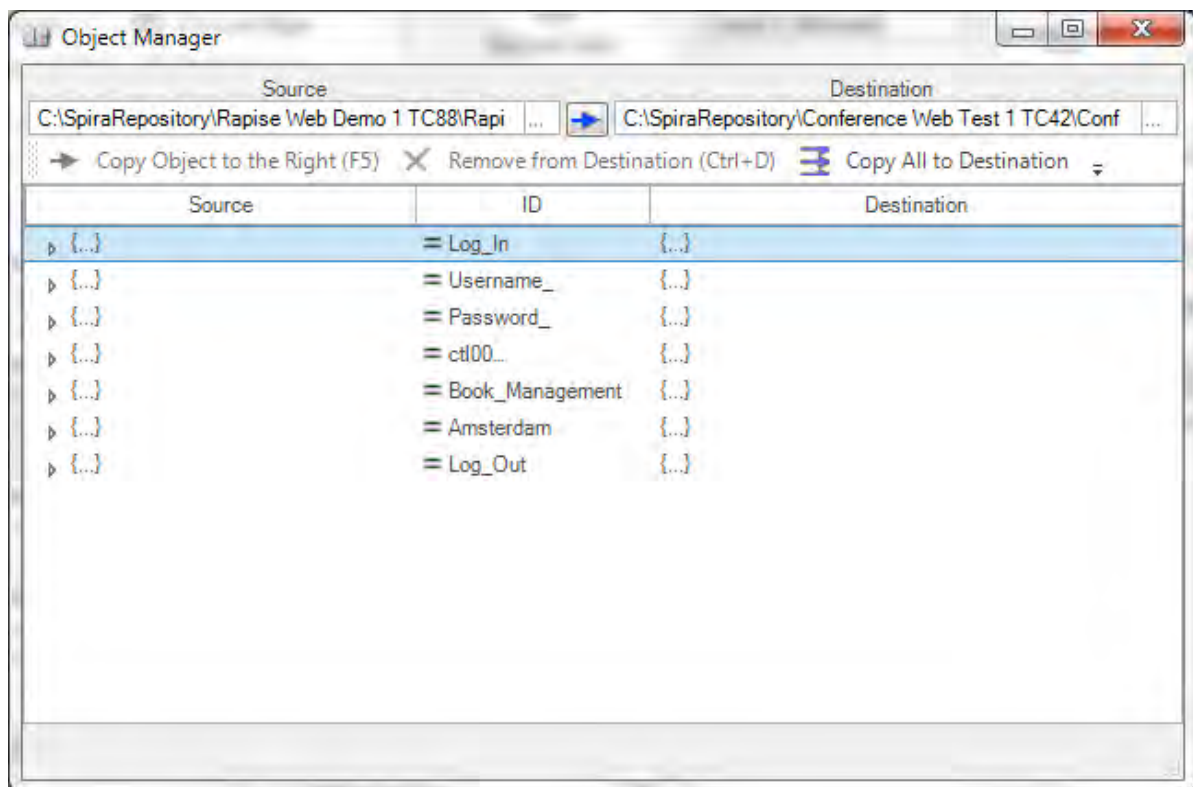 Object Manager
Source Destination
C:\SpiraRepository\Rapise Web Demo 1 TC88\Rapi ... C:\SpiraRepository\Conference Web Test 1 TC42\Conf ...
Copy Object to the Right (F5) Remove from Destination (Ctrl+D) Copy All to Destination
Source ID Destination
{...} = Log_In {...}
{...} = Username_ {...}
{...} = Password_ {...}
{...} = ctl00... {...}
{...} = Book_Management {...}
{...} = Amsterdam {...}
{...} = Log_Out {...}